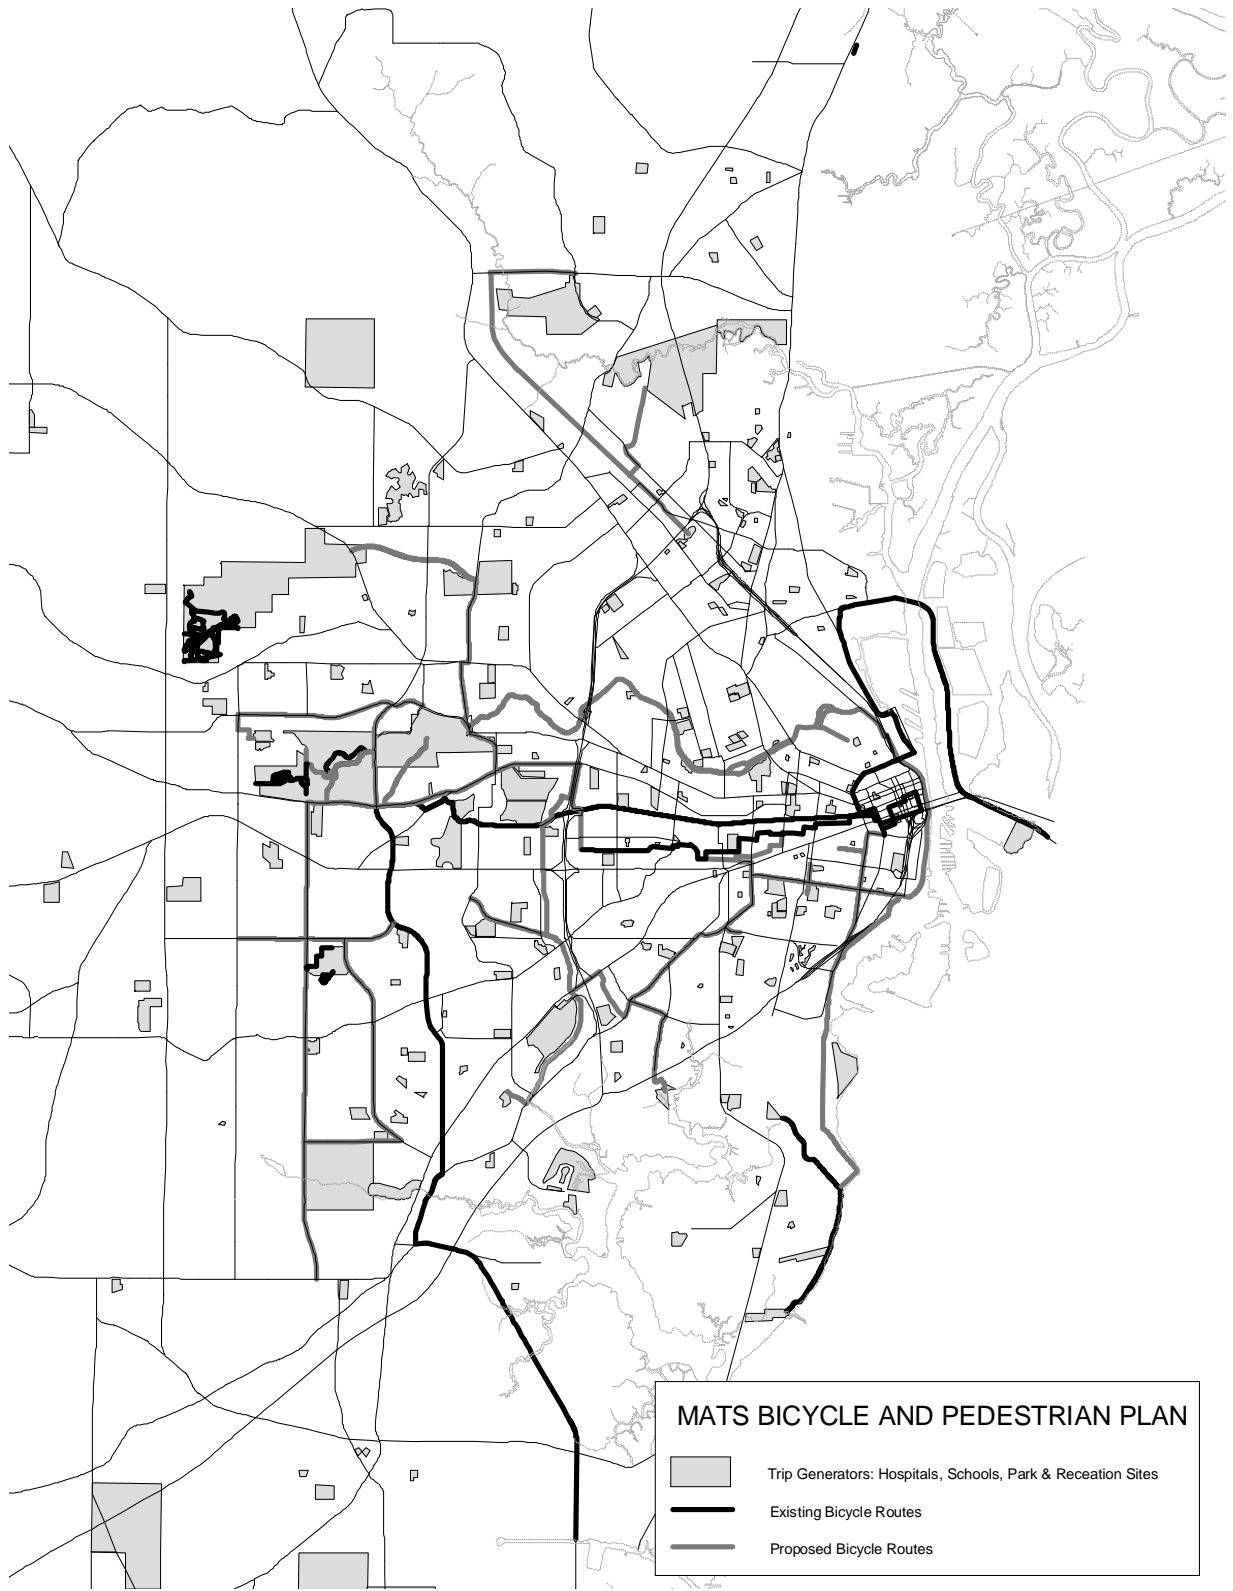 MATS BICYCLE AND PEDESTRIAN PLAN
Trip Generators: Hospitals, Schools, Park & Receation Sites
Existing Bicycle Routes
Proposed Bicycle Routes